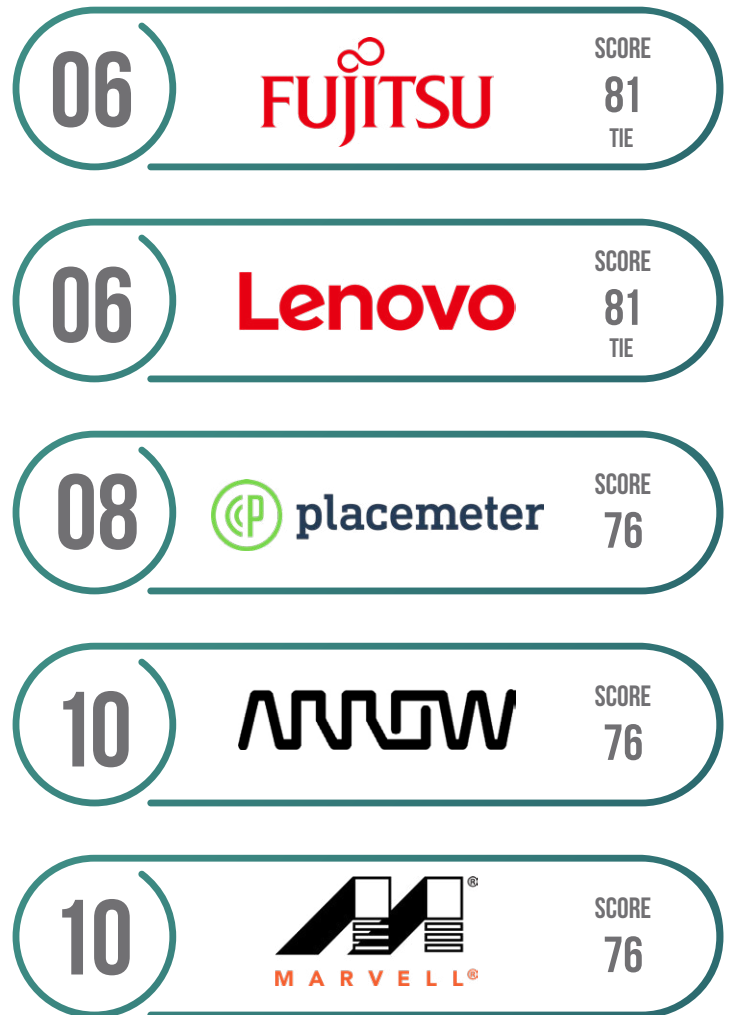 06
FUJITSU
SCORE
81
TIE
06
Lenovo
SCORE
81
TIE
08
placemeter
SCORE
76
10
ARROW
SCORE
76
10
MARVELL®
®
SCORE
76